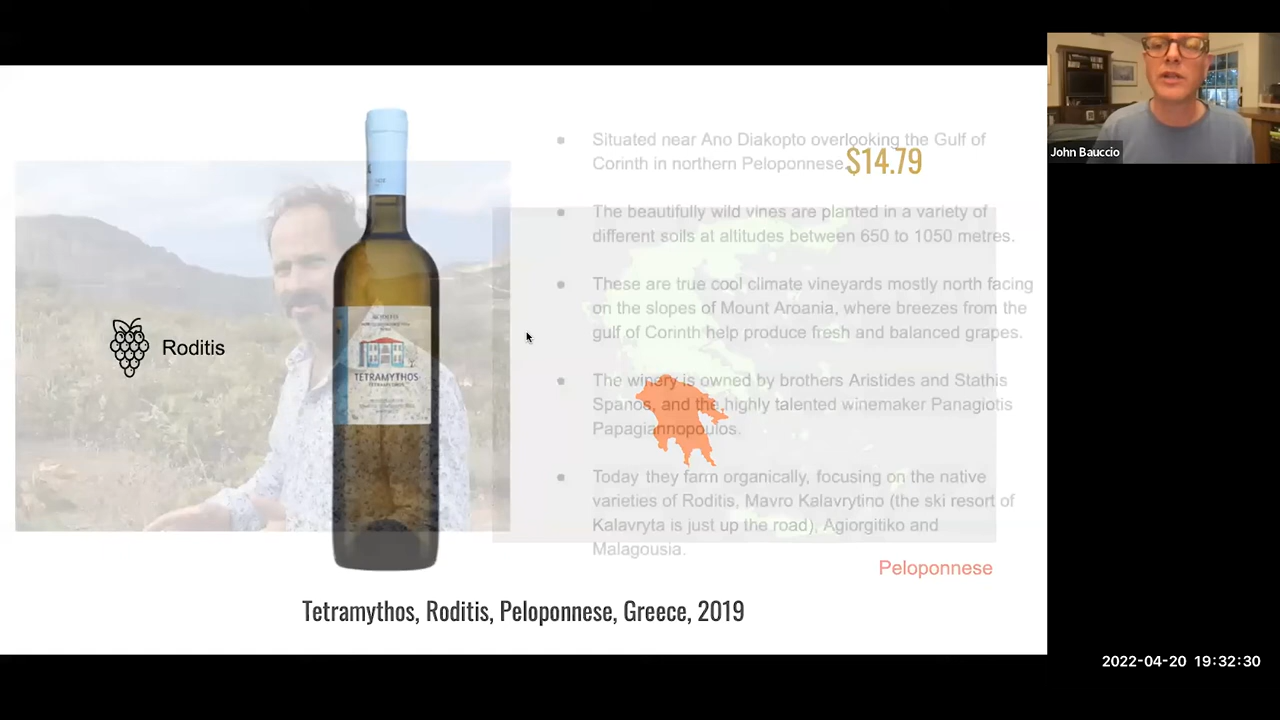 Situated near Ano Diakopto overlooking the Gulf of
Corinth in northern Peloponnese.
$14.79
The beautifully wild vines are planted in a variety of
different soils at altitudes between 650 to 1050 metres.
These are true cool climate vineyards mostly north facing
on the slopes of Mount Aroania, where breezes from the
gulf of Corinth help produce fresh and balanced grapes.
The winery is owned by brothers Aristides and Stathis
Spanos, and the highly talented winemaker Panagiotis
Papagiannopoulos.
Today they farm organically, focusing on the native
varieties of Roditis, Mavro Kalavrytino (the ski resort of
Kalavryta is just up the road), Agiorgitiko and
Malagousia.
Roditis
TETRAMYTHOS
Peloponnese
Tetramythos, Roditis, Peloponnese, Greece, 2019
John Bauccio
2022-04-20 19:32:30